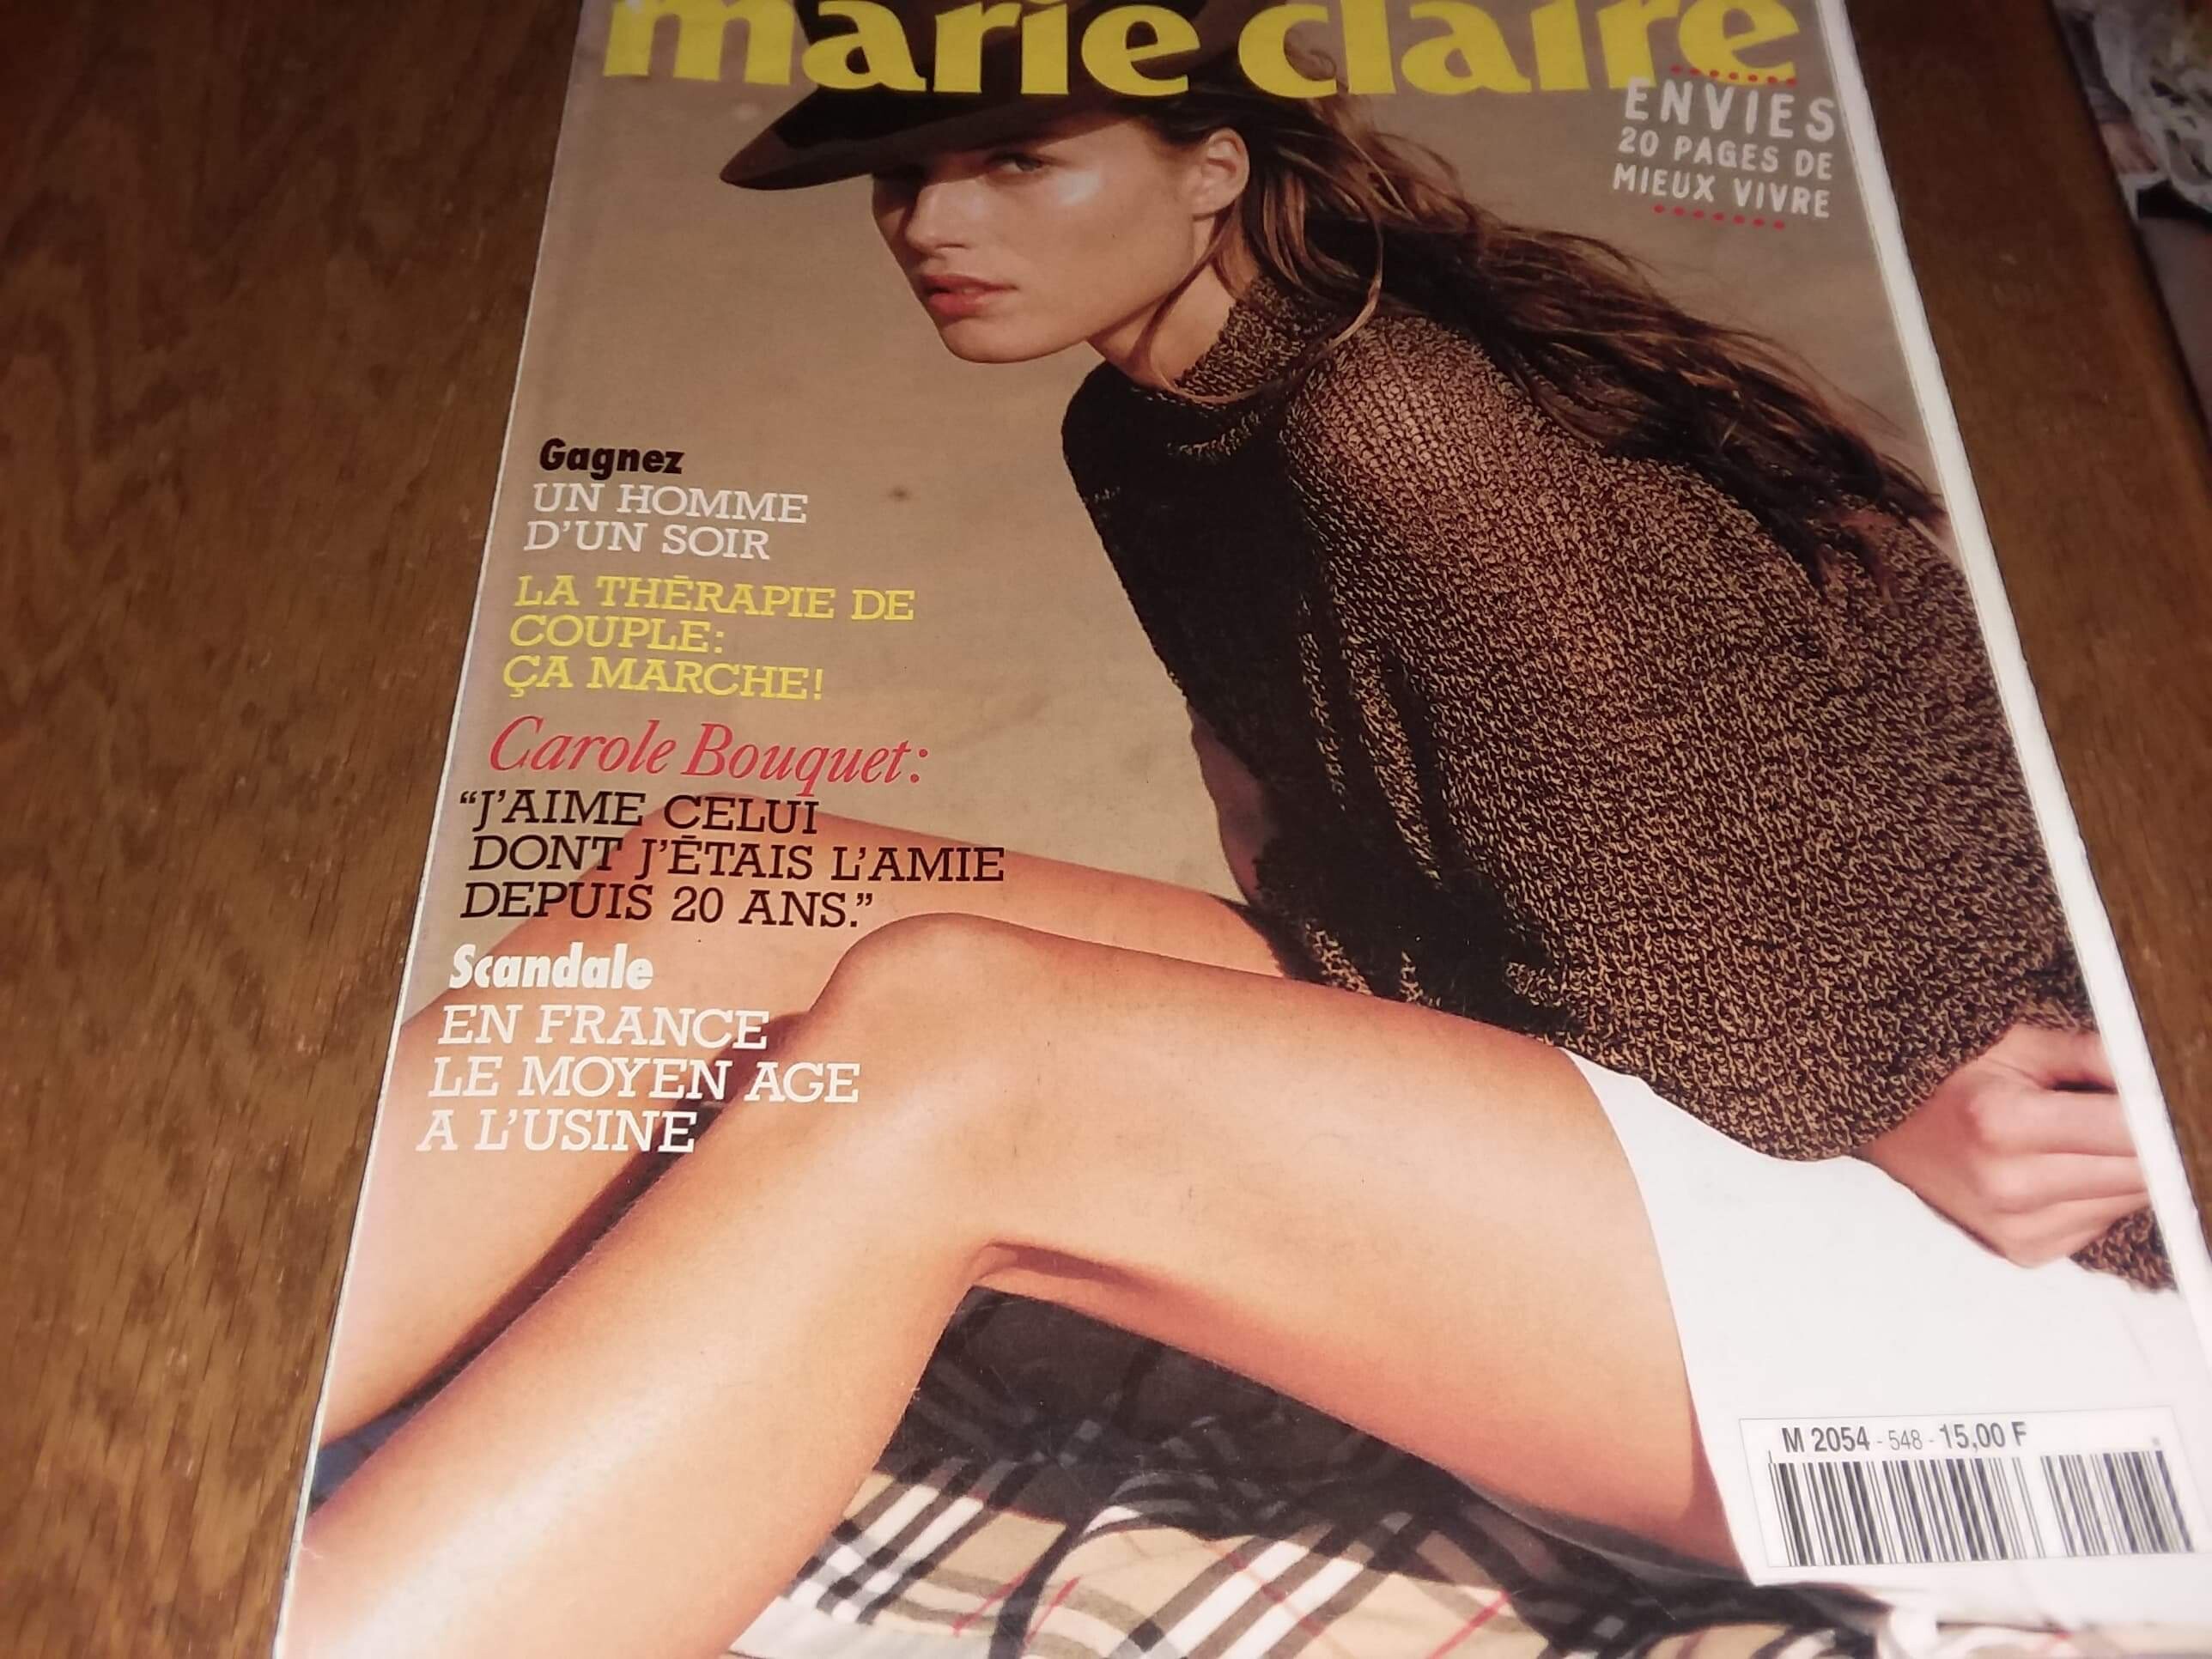 marie claire
ENVIES
20 PAGES DE
MIEUX VIVRE
Gagnez
UN HOMME
D'UN SOIR
LA THÉRAPIE DE
COUPLE:
ÇA MARCHE!
Carole Bouquet:
“J'AIME CELUI
DONT J'ÉTAIS L'AMIE
DEPUIS 20 ANS.”
Scandale
EN FRANCE
LE MOYEN AGE
A L'USINE
M 2054 - 548 - 15,00 F